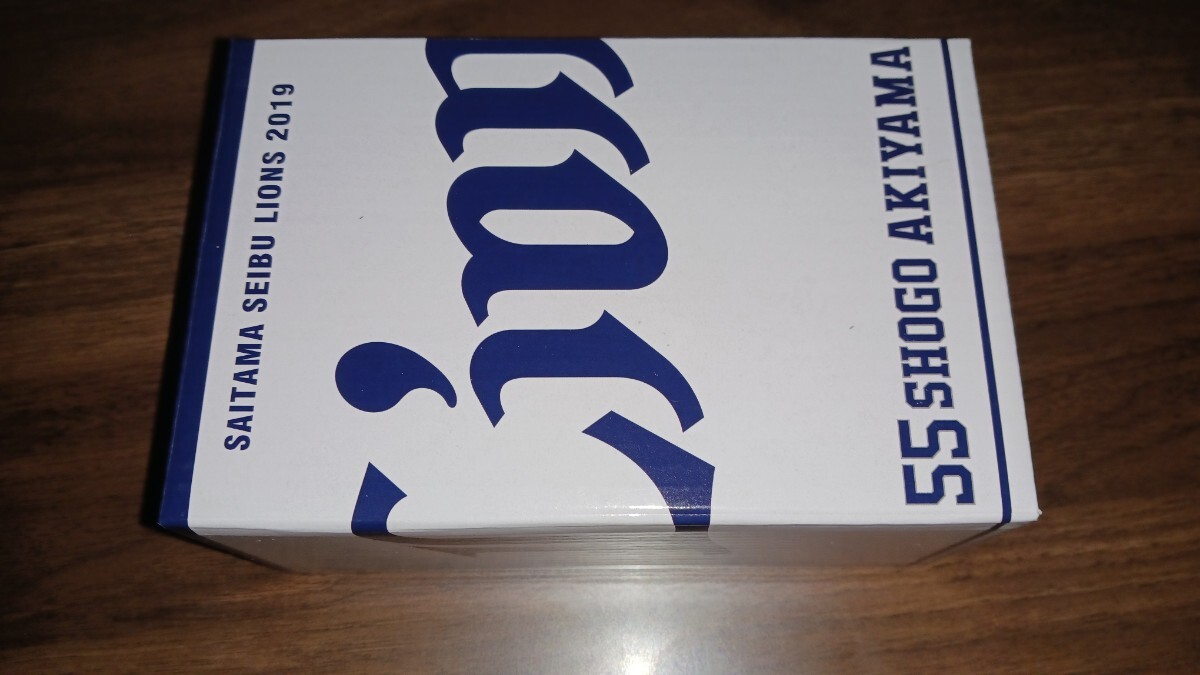 SAITAMA SEIBU LIONS 2019
55 SHOGO AKIYAMA